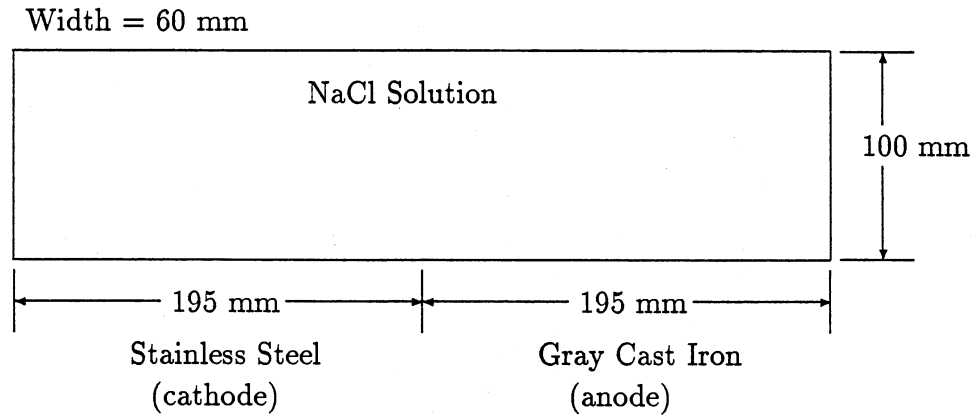 Width = 60 mm
NaCl Solution
100 mm
195 mm
195 mm
Stainless Steel
(cathode)
Gray Cast Iron
(anode)